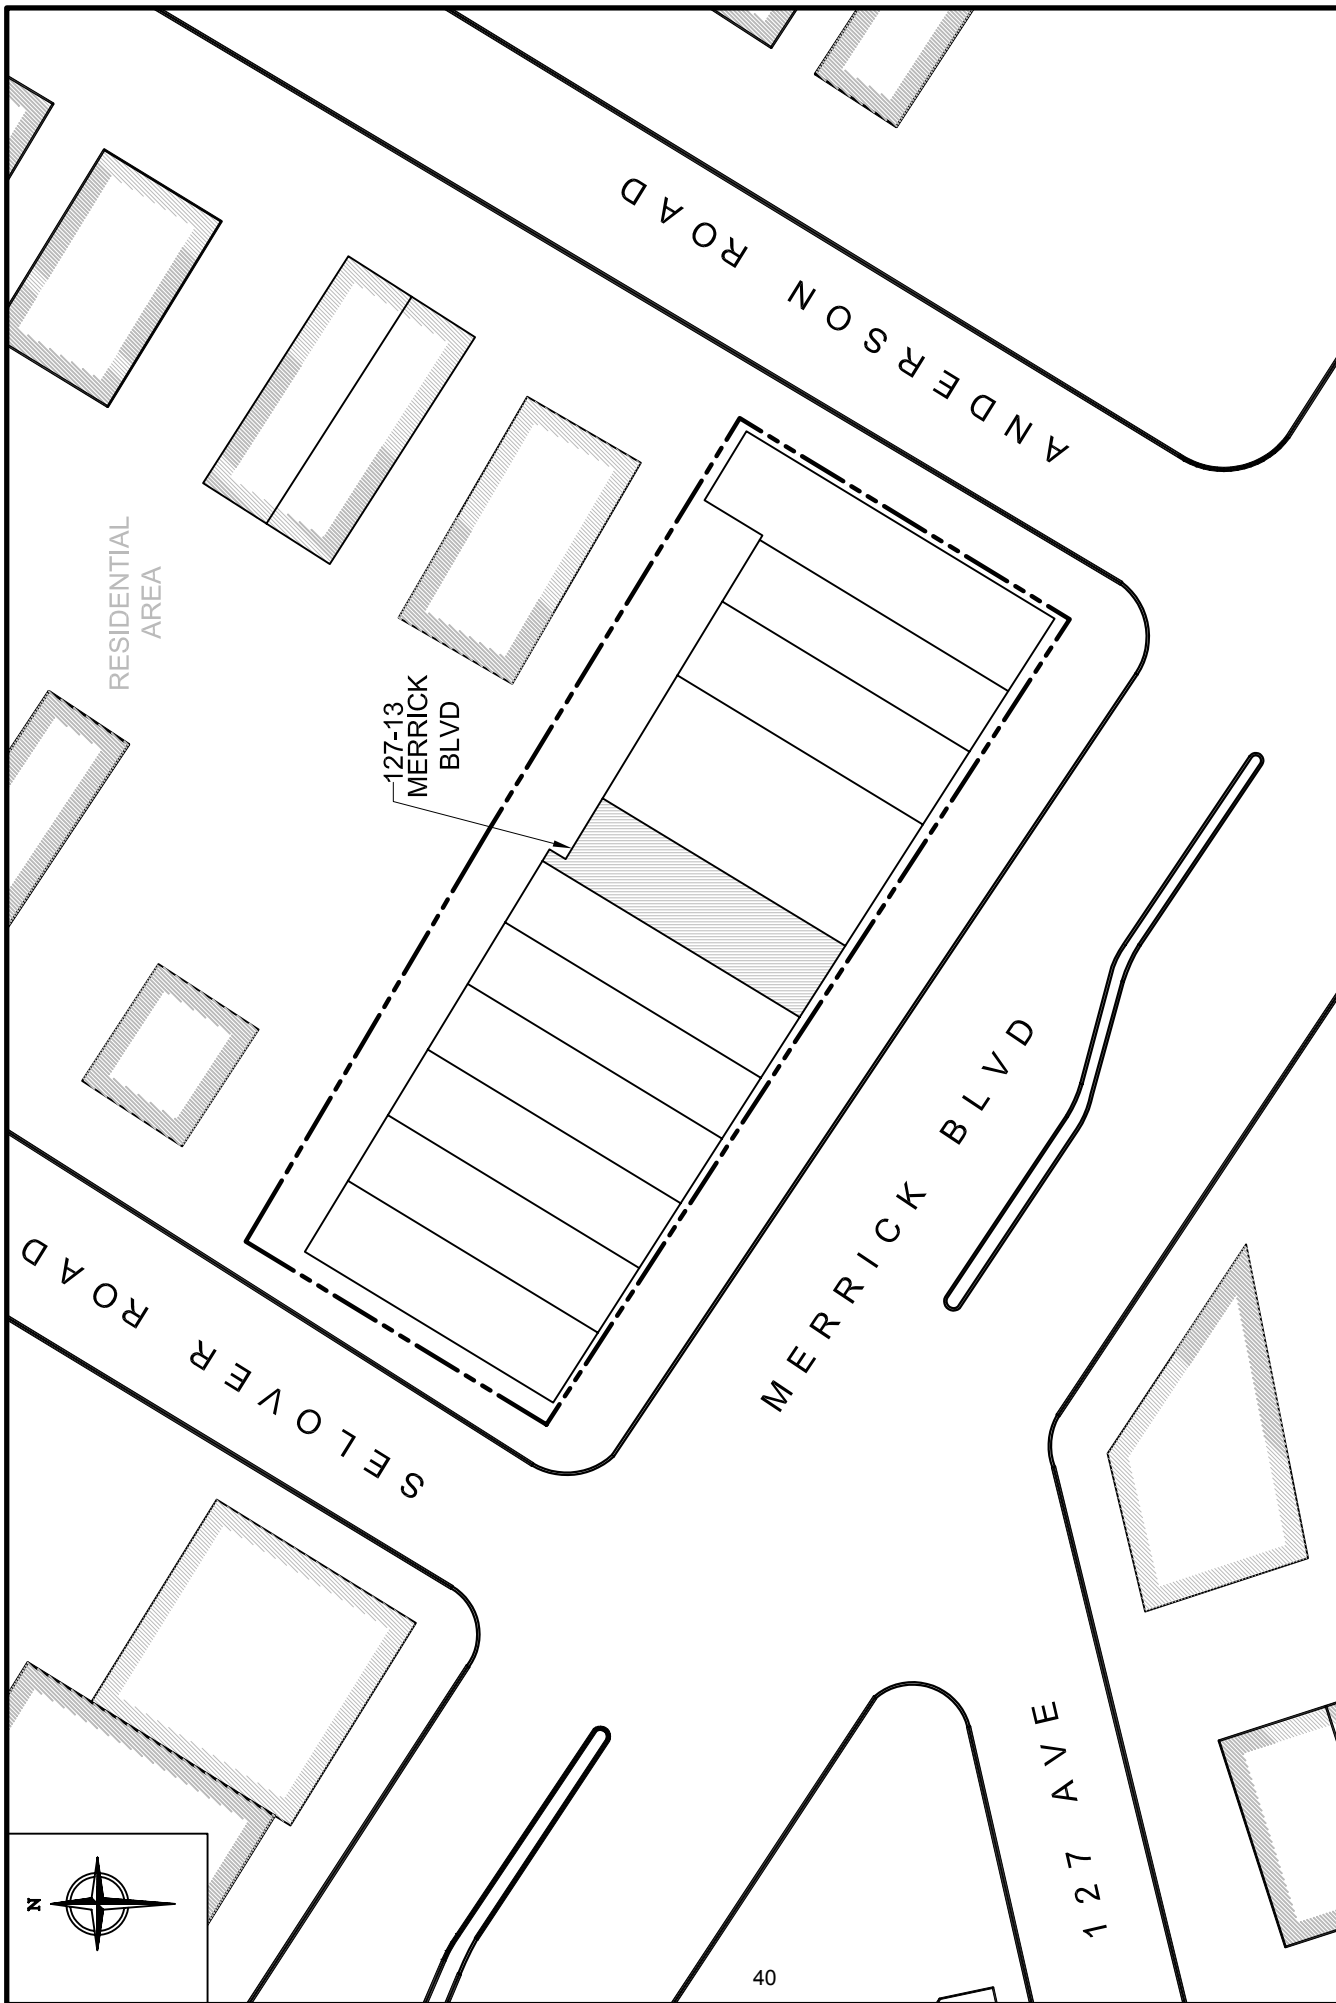 ANDERSON ROAD
RESIDENTIAL
AREA
127-13
MERRICK
BLVD
SELOVER ROAD
MERRICK BLVD
127 AVE
N
40